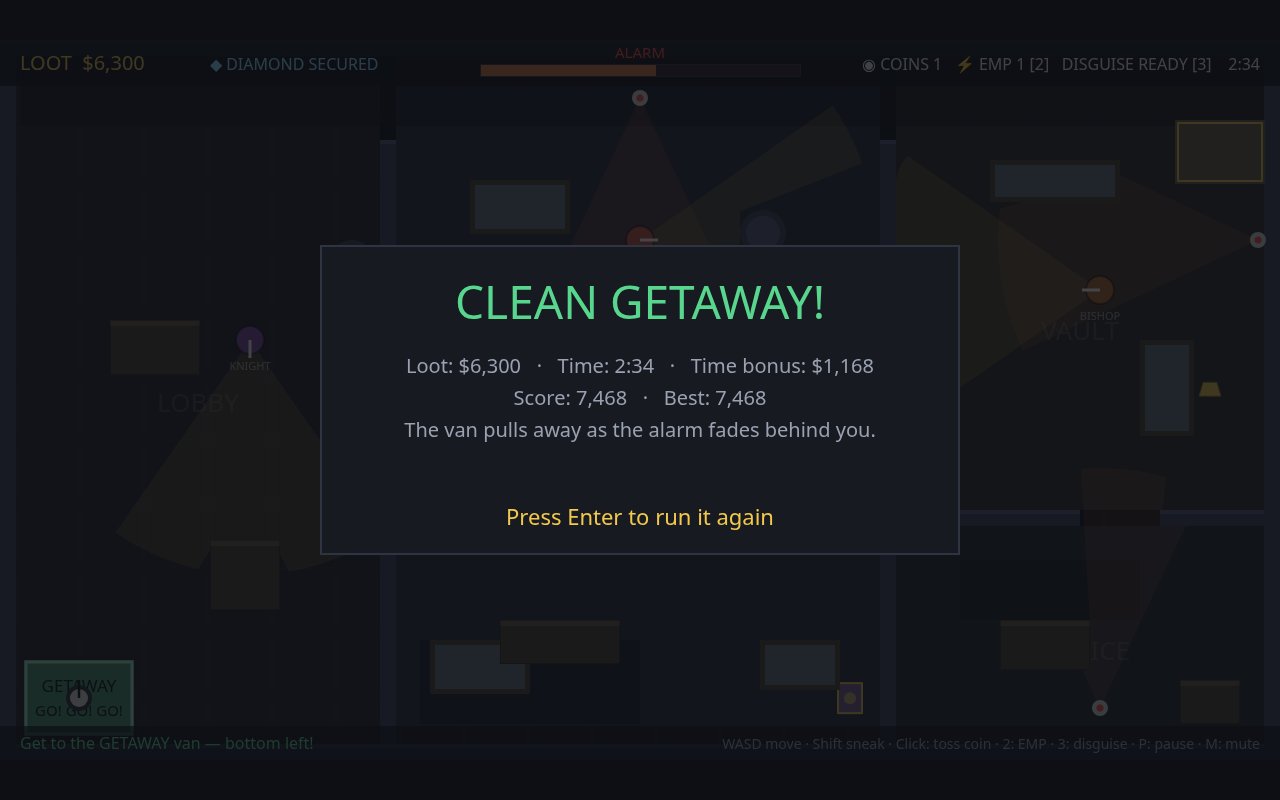 LOOT $6,300
◆ DIAMOND SECURED
ALARM
◉ COINS 1 ⚡ EMP 1 [2] DISGUISE READY [3] 2:34
BISHOP
VAULT
KNIGHT
LOBBY
CLEAN GETAWAY!
Loot: $6,300 · Time: 2:34 · Time bonus: $1,168
Score: 7,468 · Best: 7,468
The van pulls away as the alarm fades behind you.
Press Enter to run it again
ICE
GETAWAY
GO! GO! GO!
Get to the GETAWAY van — bottom left!
WASD move · Shift sneak · Click: toss coin · 2: EMP · 3: disguise · P: pause · M: mute